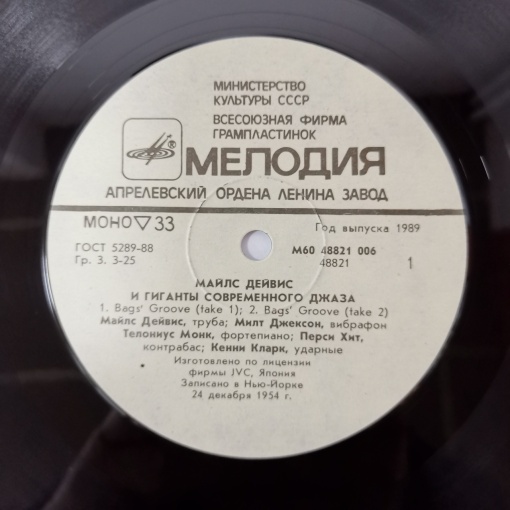 МИНИСТЕРСТВО
КУЛЬТУРЫ СССР
ВСЕСОЮЗНАЯ ФИРМА
ГРАМПЛАСТИНОК
® МЕЛОДИЯ
АПРЕЛЕВСКИЙ ОРДЕНА ЛЕНИНА ЗАВОД
МОНО ▽ 33
Год выпуска 1989
ГОСТ 5289-88
М60 48821 006
Гр. 3. 3-25
48821
1
МАЙЛС ДЕЙВИС
И ГИГАНТЫ СОВРЕМЕННОГО ДЖАЗА
1. Bags' Groove (take 1); 2. Bags' Groove (take 2)
Майлс Дейвис, труба; Милт Джексон, вибрафон
Телониус Монк, фортепиано; Перси Хит,
контрабас; Кенни Кларк, ударные
Изготовлено по лицензии
фирмы JVC, Япония
Записано в Нью-Йорке
24 декабря 1954 г.